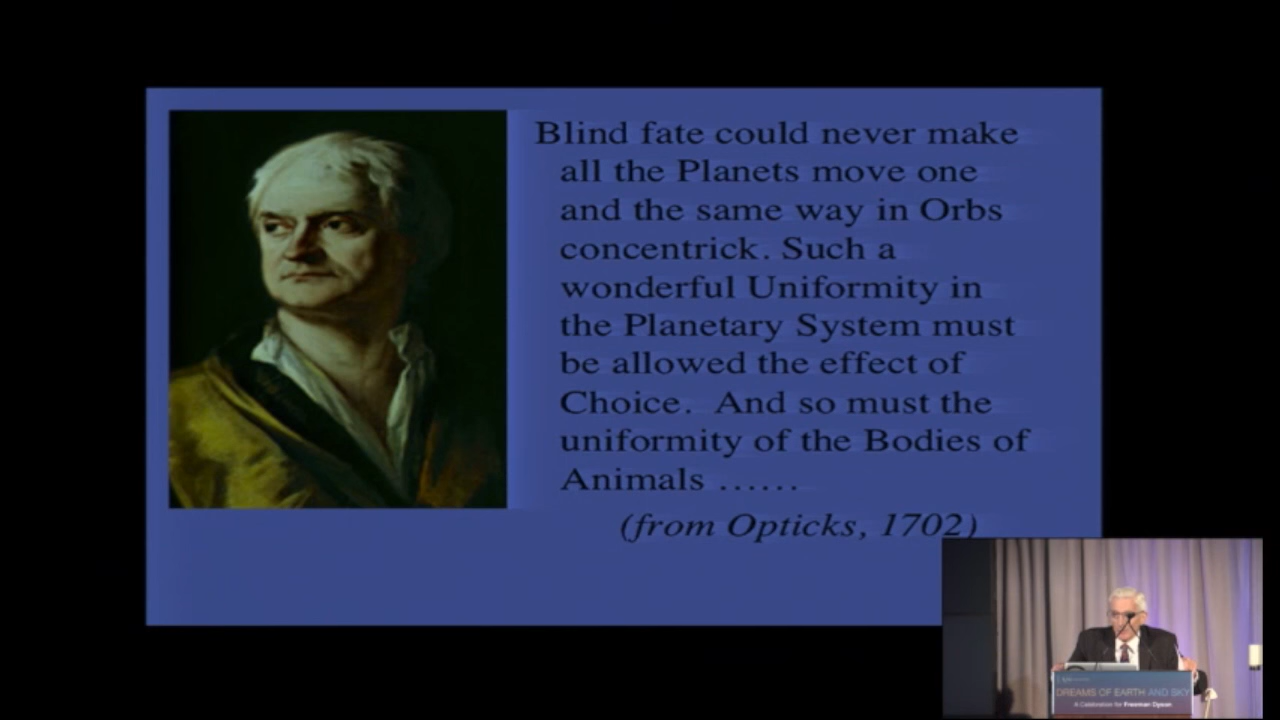 Blind fate could never make
all the Planets move one
and the same way in Orbs
concentrick. Such a
wonderful Uniformity in
the Planetary System must
be allowed the effect of
Choice. And so must the
uniformity of the Bodies of
Animals ......
(from Opticks, 1702)
DREAMS OF EARTH AND SKY
A Celebration for Freeman Dyson